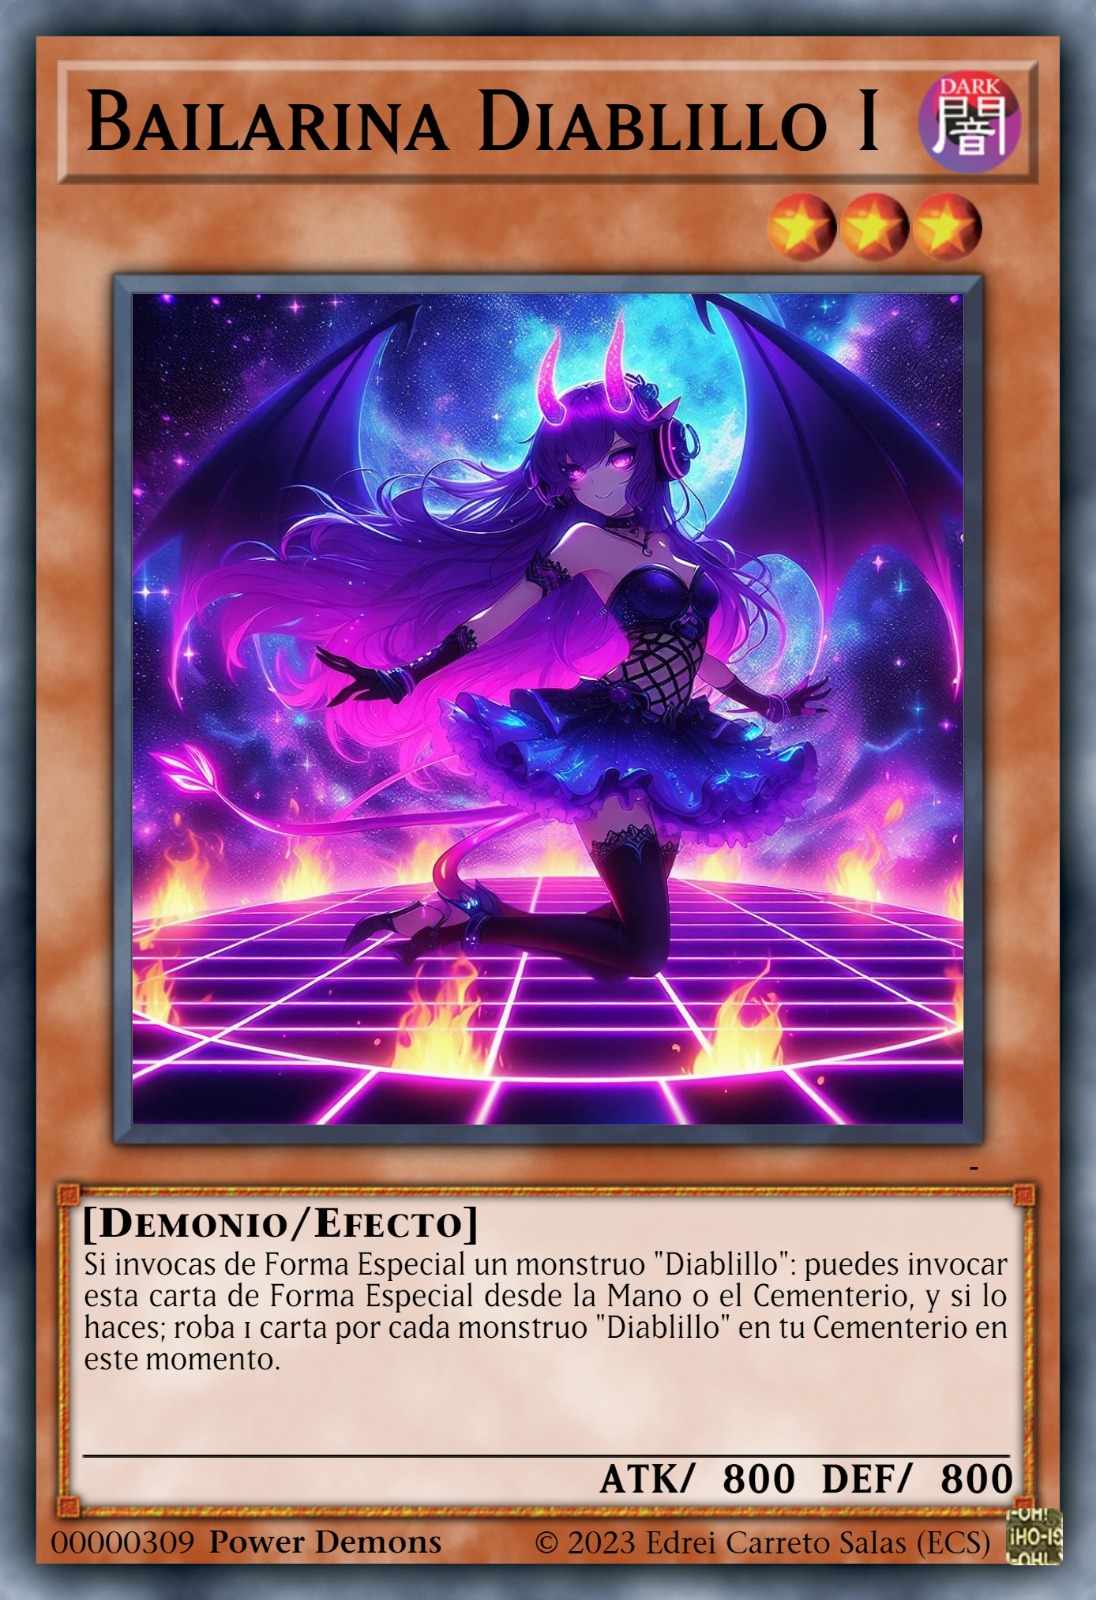 Bailarina Diablillo I
DARK
闇
-
[Demonio/Efecto]
Si invocas de Forma Especial un monstruo "Diablillo": puedes invocar
esta carta de Forma Especial desde la Mano o el Cementerio, y si lo
haces; roba 1 carta por cada monstruo "Diablillo" en tu Cementerio en
este momento.
ATK/ 800 DEF/ 800
00000309 Power Demons
© 2023 Edrei Carreto Salas (ECS)